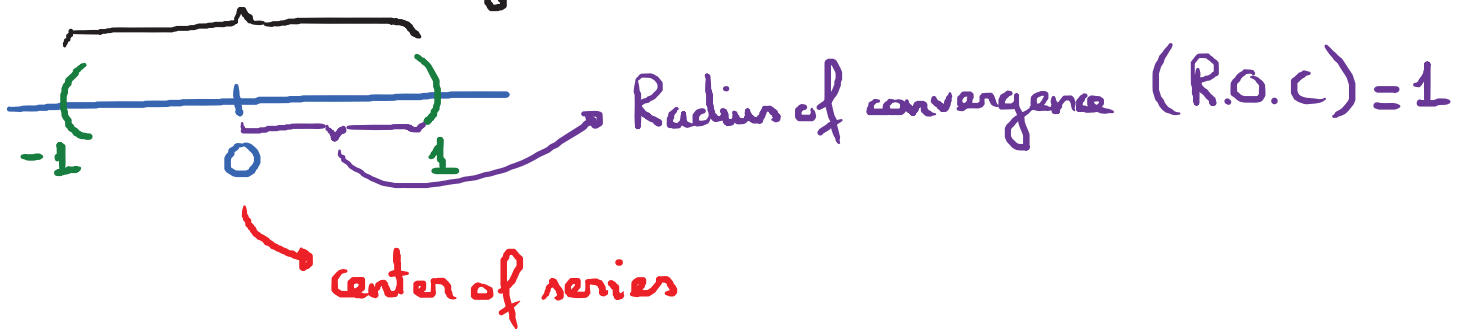 Radius of convergence (R.O.C) = 1
( )
-1 0 1
center of series